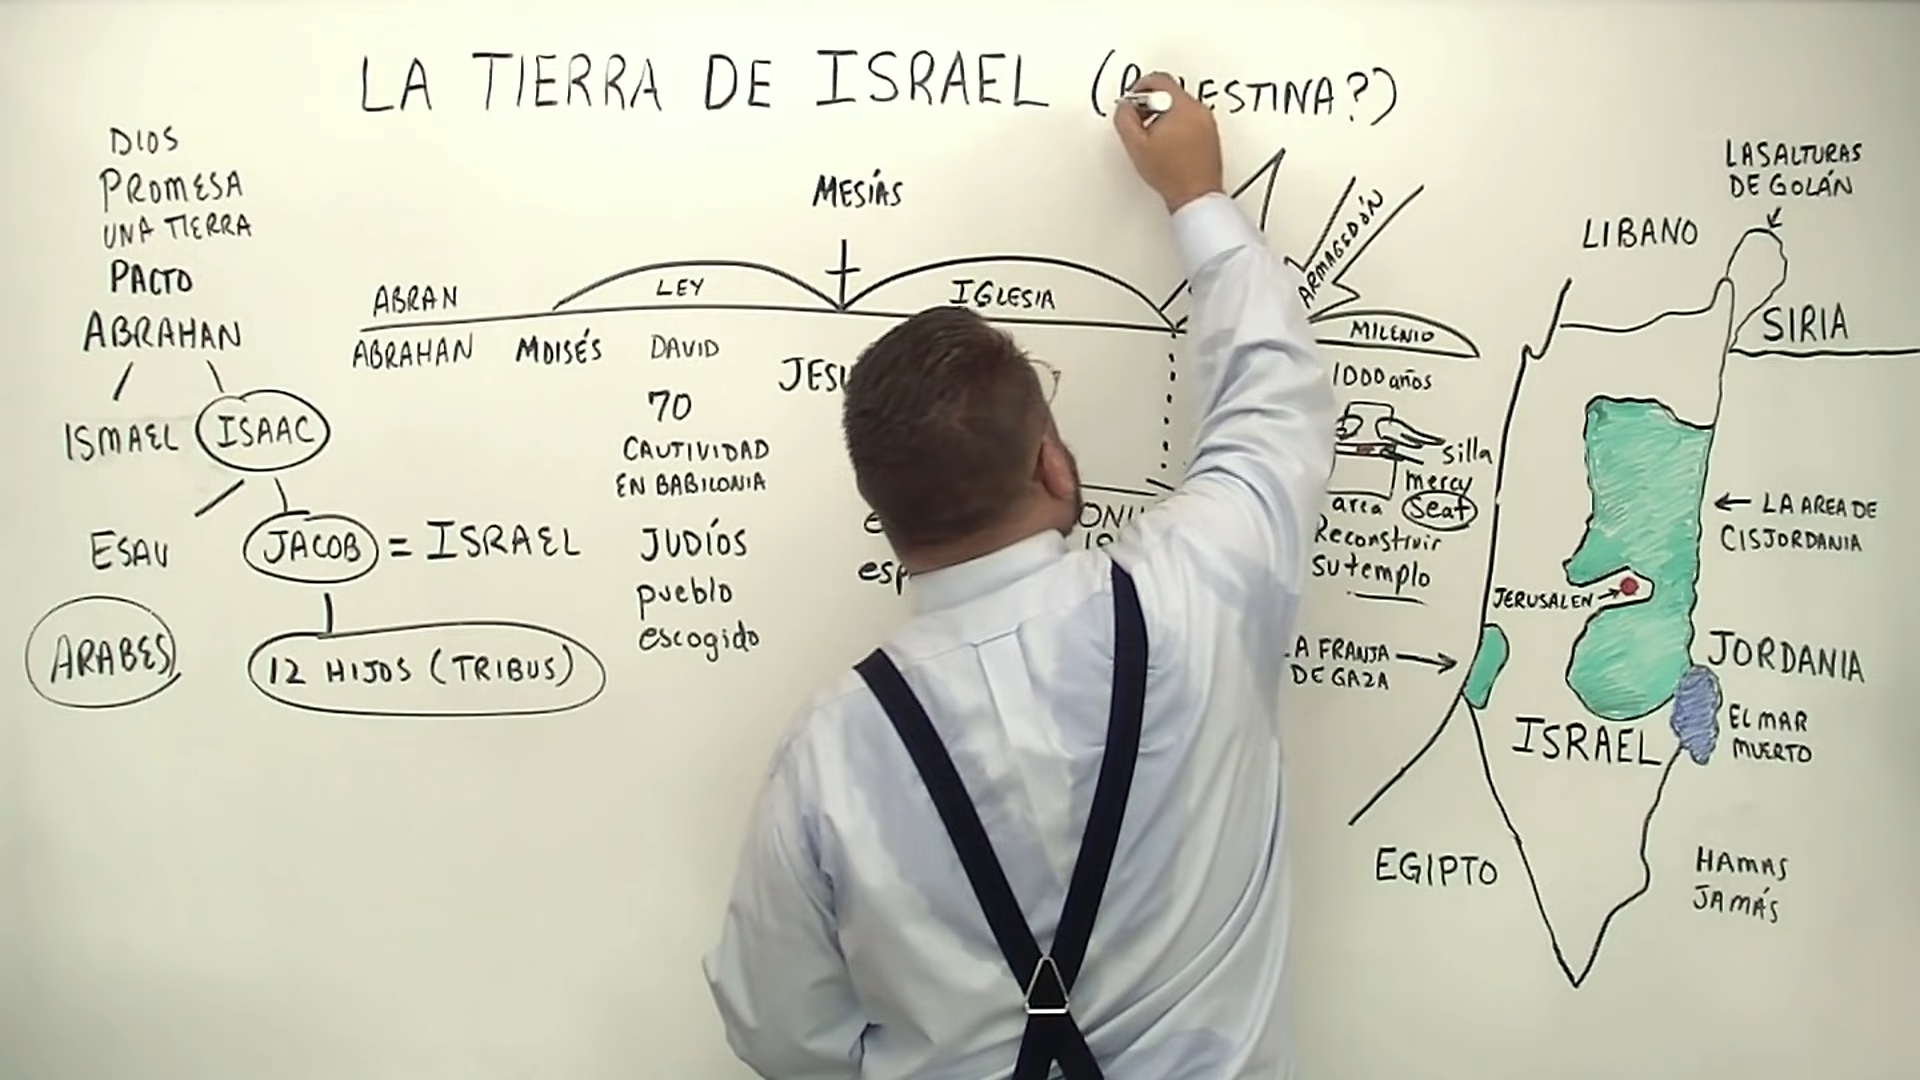 LA TIERRA DE ISRAEL (PALESTINA?)
DIOS
PROMESA
UNA TIERRA
PACTO
ABRAHAN
ISMAEL ISAAC
ESAU JACOB = ISRAEL
ARABES
12 HIJOS (TRIBUS)
MESÍAS
ABRAN LEY IGLESIA
ARMAGEDÓN
MILENIO
ABRAHAN MOISÉS DAVID
70
CAUTIVIDAD
EN BABILONIA
JUDÍOS
pueblo
escogido
1000 años
silla
mercy
arca seat
Reconstruir
su templo
LA FRANJA
DE GAZA
LAS ALTURAS
DE GOLÁN
LIBANO
SIRIA
LA AREA DE
CISJORDANIA
JERUSALEN
JORDANIA
ISRAEL
EL MAR
MUERTO
EGIPTO
HAMAS
JAMÁS